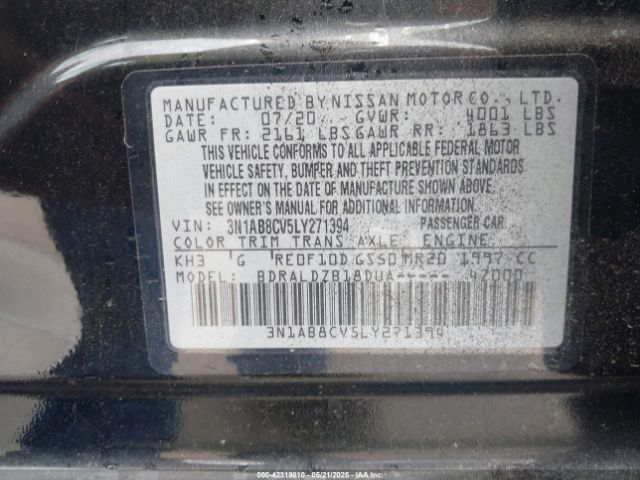 MANUFACTURED BY NISSAN MOTOR CO., LTD.
DATE: 07/20 GVWR: 4001 LBS
GAWR FR: 2161 LBS GAWR RR: 1863 LBS
THIS VEHICLE CONFORMS TO ALL APPLICABLE FEDERAL MOTOR
VEHICLE SAFETY, BUMPER AND THEFT PREVENTION STANDARDS
IN EFFECT ON THE DATE OF MANUFACTURE SHOWN ABOVE.
SEE OWNER'S MANUAL FOR ADDITIONAL INFORMATION.
VIN: 3N1AB8CV5LY271394 PASSENGER CAR
COLOR TRIM TRANS AXLE ENGINE
KH3 G RE0F10D GS50 MR20 1997 CC
MODEL: BDRALDZB18DUA----- 47000
3N1AB8CV5LY271394
000-42319810 - 05/21/2025 - IAA Inc.